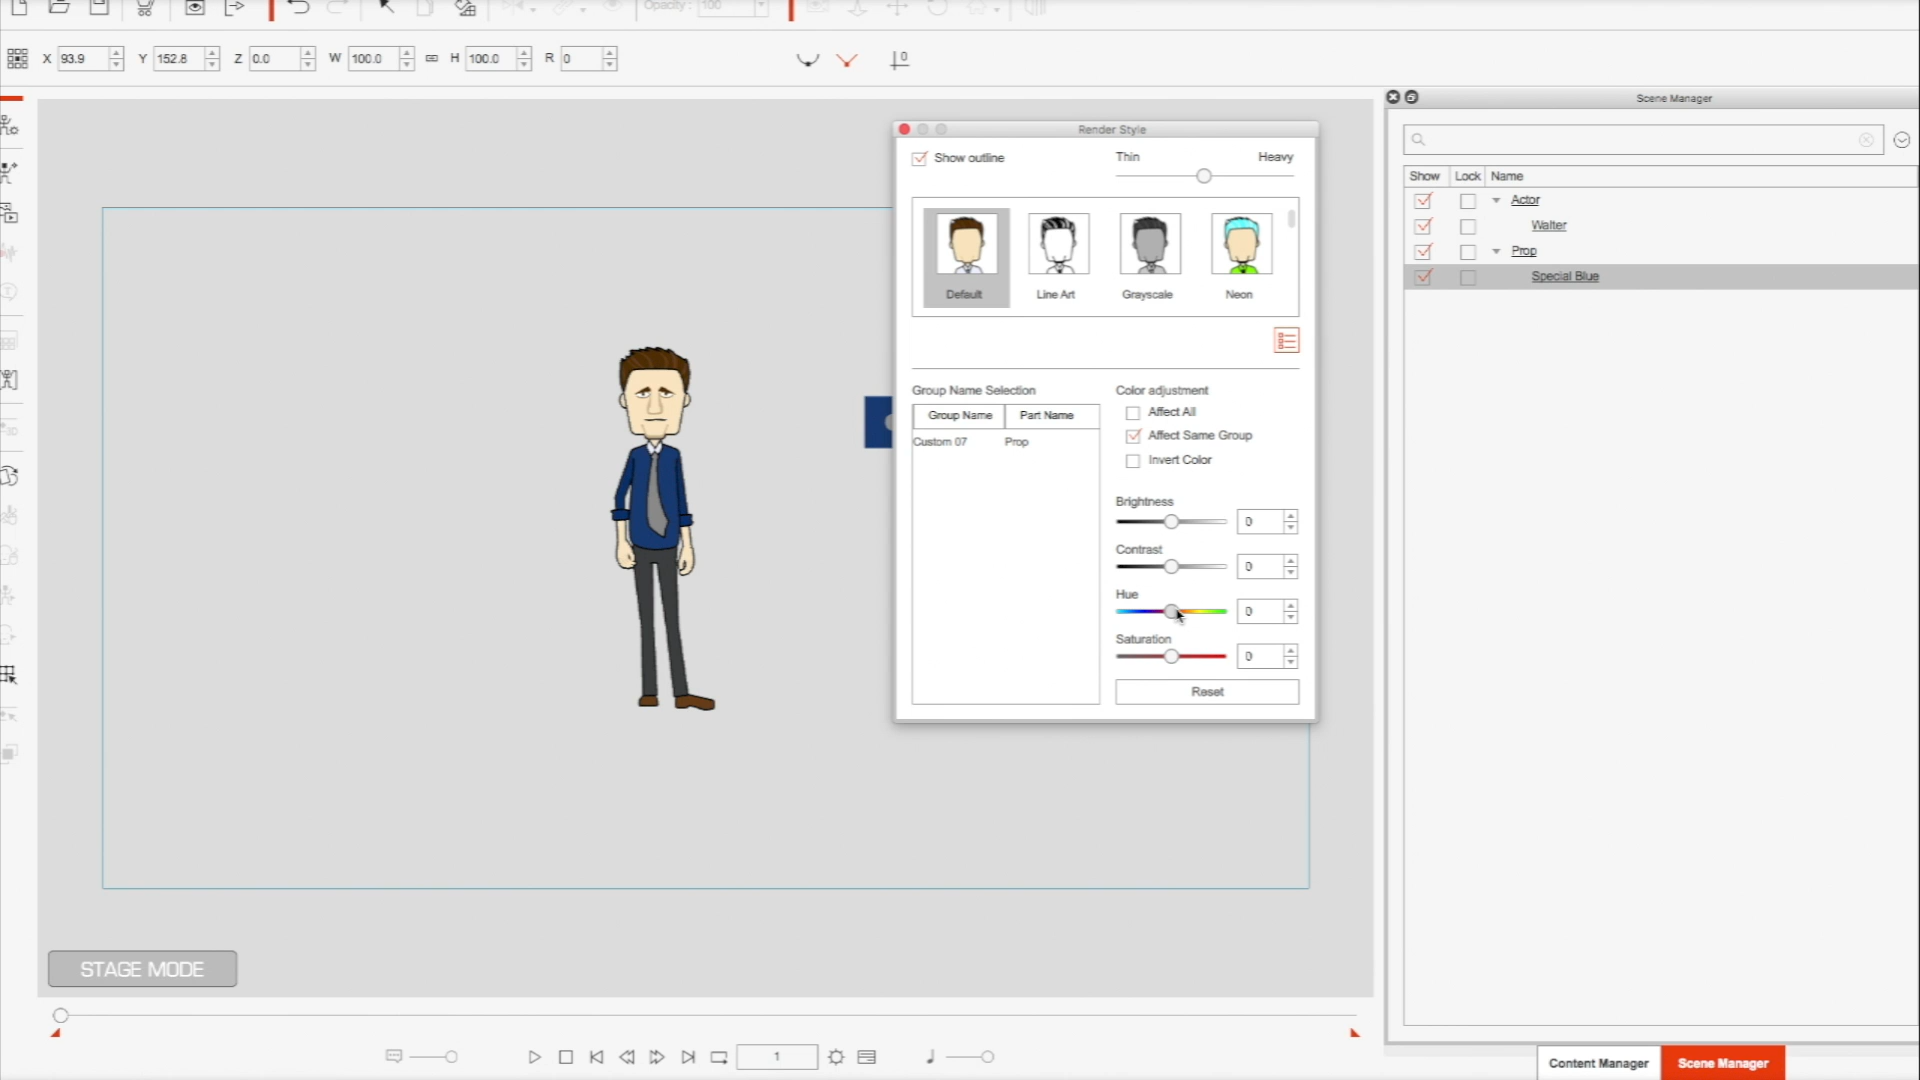 Opacity : 100
X 93.9 Y 152.8 Z 0.0 W 100.0 H 100.0 R 0
0
Scene Manager
Render Style
Show outline Thin Heavy
Show Lock Name
Actor
Walter
Prop
Special Blue
Default Line Art Grayscale Neon
Group Name Selection
Group Name Part Name
Custom 07 Prop
Color adjustment
Affect All
Affect Same Group
Invert Color
Brightness
0
Contrast
0
Hue
0
Saturation
0
Reset
STAGE MODE
1
Content Manager Scene Manager